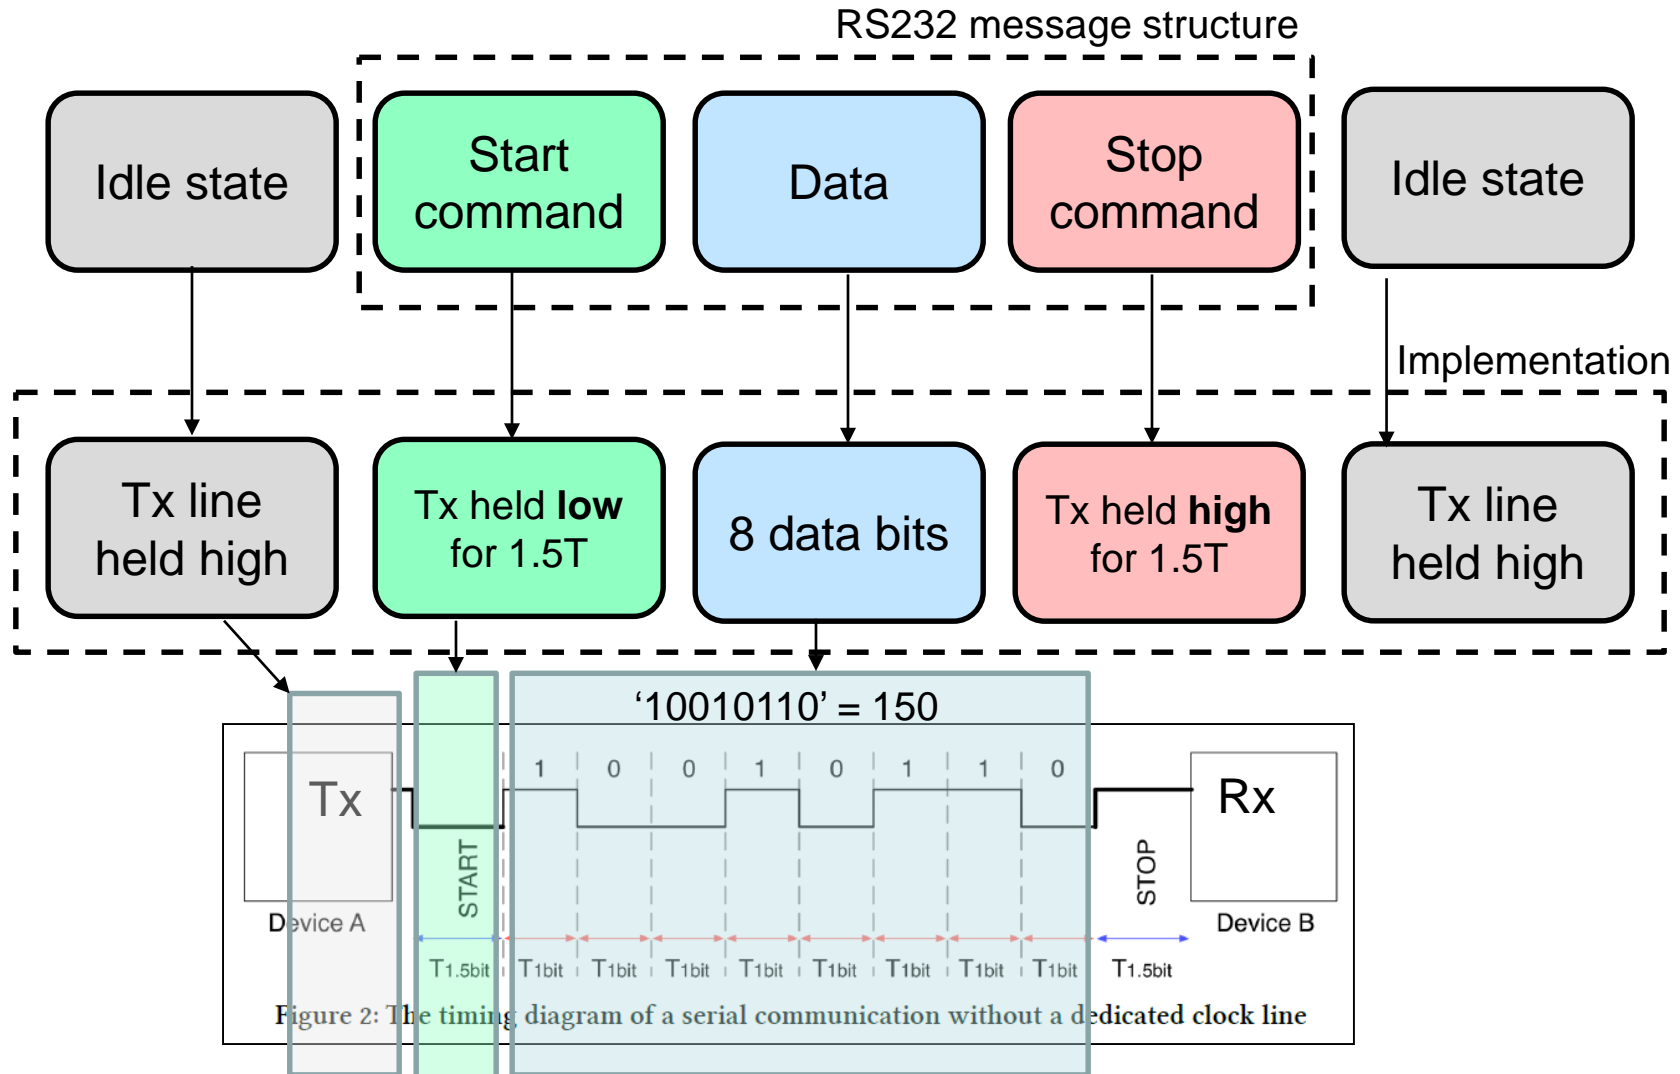 RS232 message structure
Idle state
Start
command
Data
Stop
command
Idle state
Implementation
Tx line
held high
Tx held low
for 1.5T
8 data bits
Tx held high
for 1.5T
Tx line
held high
‘10010110’ = 150
1 0 0 1 0 1 1 0
Tx
Rx
START
STOP
Device A
Device B
T1.5bit T1bit T1bit T1bit T1bit T1bit T1bit T1bit T1bit T1.5bit
Figure 2: The timing diagram of a serial communication without a dedicated clock line